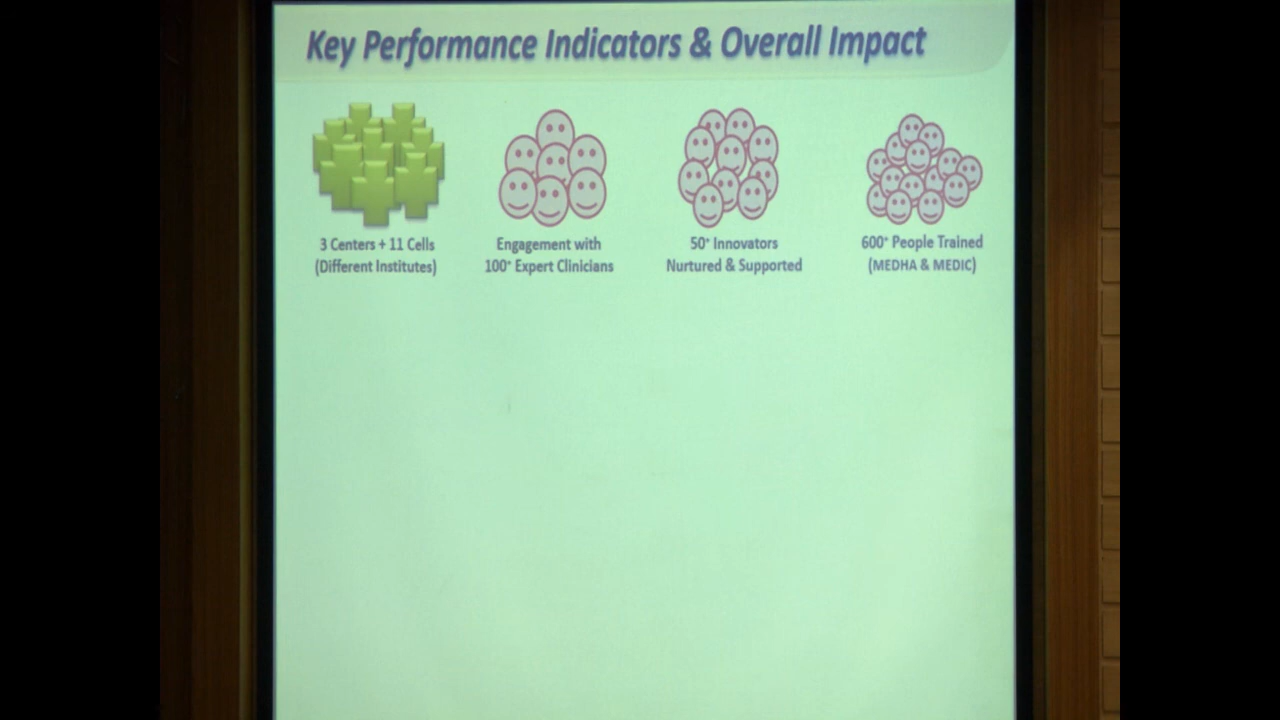 Key Performance Indicators & Overall Impact
3 Centers + 11 Cells
(Different Institutes)
Engagement with
100⁺ Expert Clinicians
50⁺ Innovators
Nurtured & Supported
600⁺ People Trained
(MEDHA & MEDIC)